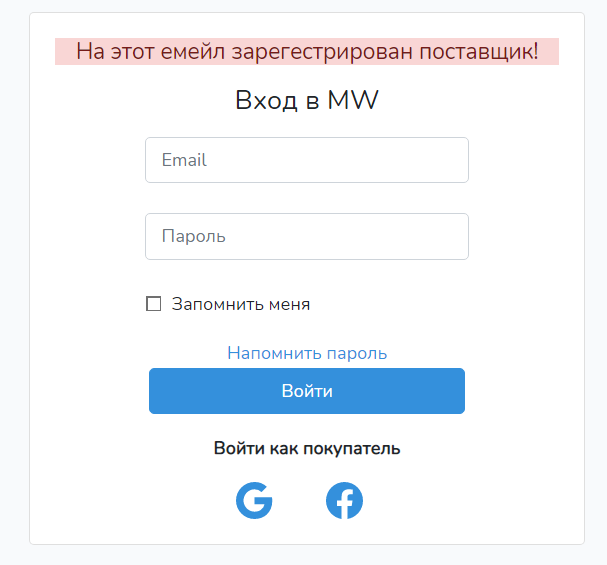 На этот емейл зарегестрирован поставщик!
Вход в MW
Email
Пароль
Запомнить меня
Напомнить пароль
Войти
Войти как покупатель